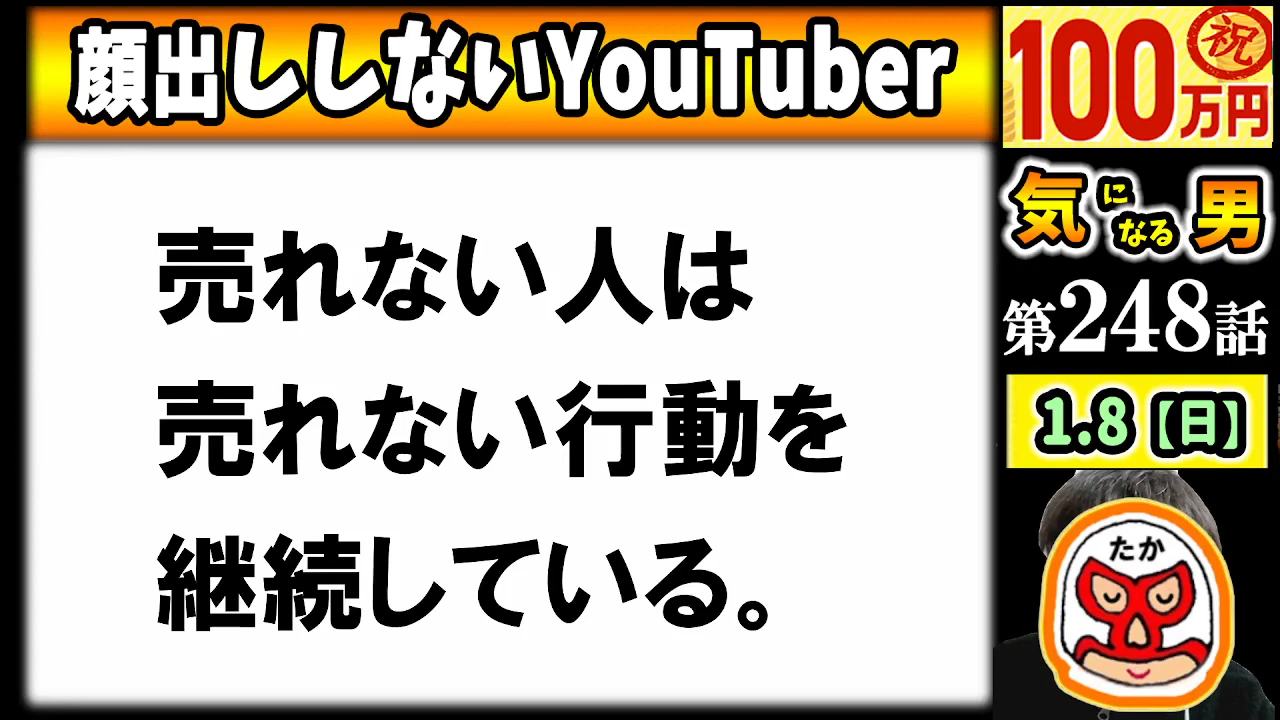 顔出ししないYouTuber
売れない人は
売れない行動を
継続している。
祝
100万円
気になる男
第248話
1.8【日】
たか